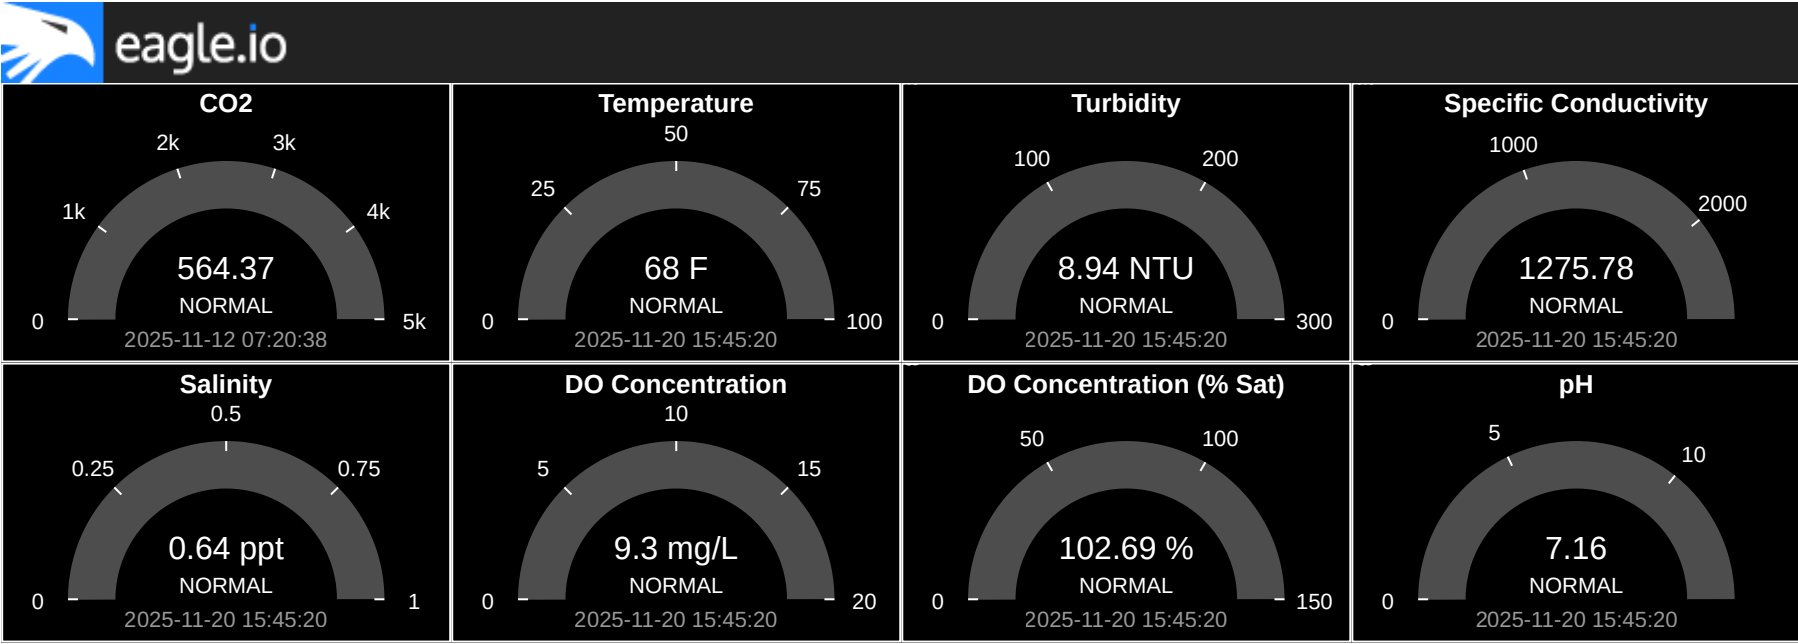 eagle.io
CO2
2k
3k
1k
4k
564.37
NORMAL
0
5k
2025-11-12 07:20:38
Temperature
50
25
75
68 F
NORMAL
0
100
2025-11-20 15:45:20
Turbidity
100
200
8.94 NTU
NORMAL
0
300
2025-11-20 15:45:20
Specific Conductivity
1000
2000
1275.78
NORMAL
0
2025-11-20 15:45:20
Salinity
0.5
0.25
0.75
0.64 ppt
NORMAL
0
1
2025-11-20 15:45:20
DO Concentration
10
5
15
9.3 mg/L
NORMAL
0
20
2025-11-20 15:45:20
DO Concentration (% Sat)
50
100
102.69 %
NORMAL
0
150
2025-11-20 15:45:20
pH
5
10
7.16
NORMAL
0
2025-11-20 15:45:20